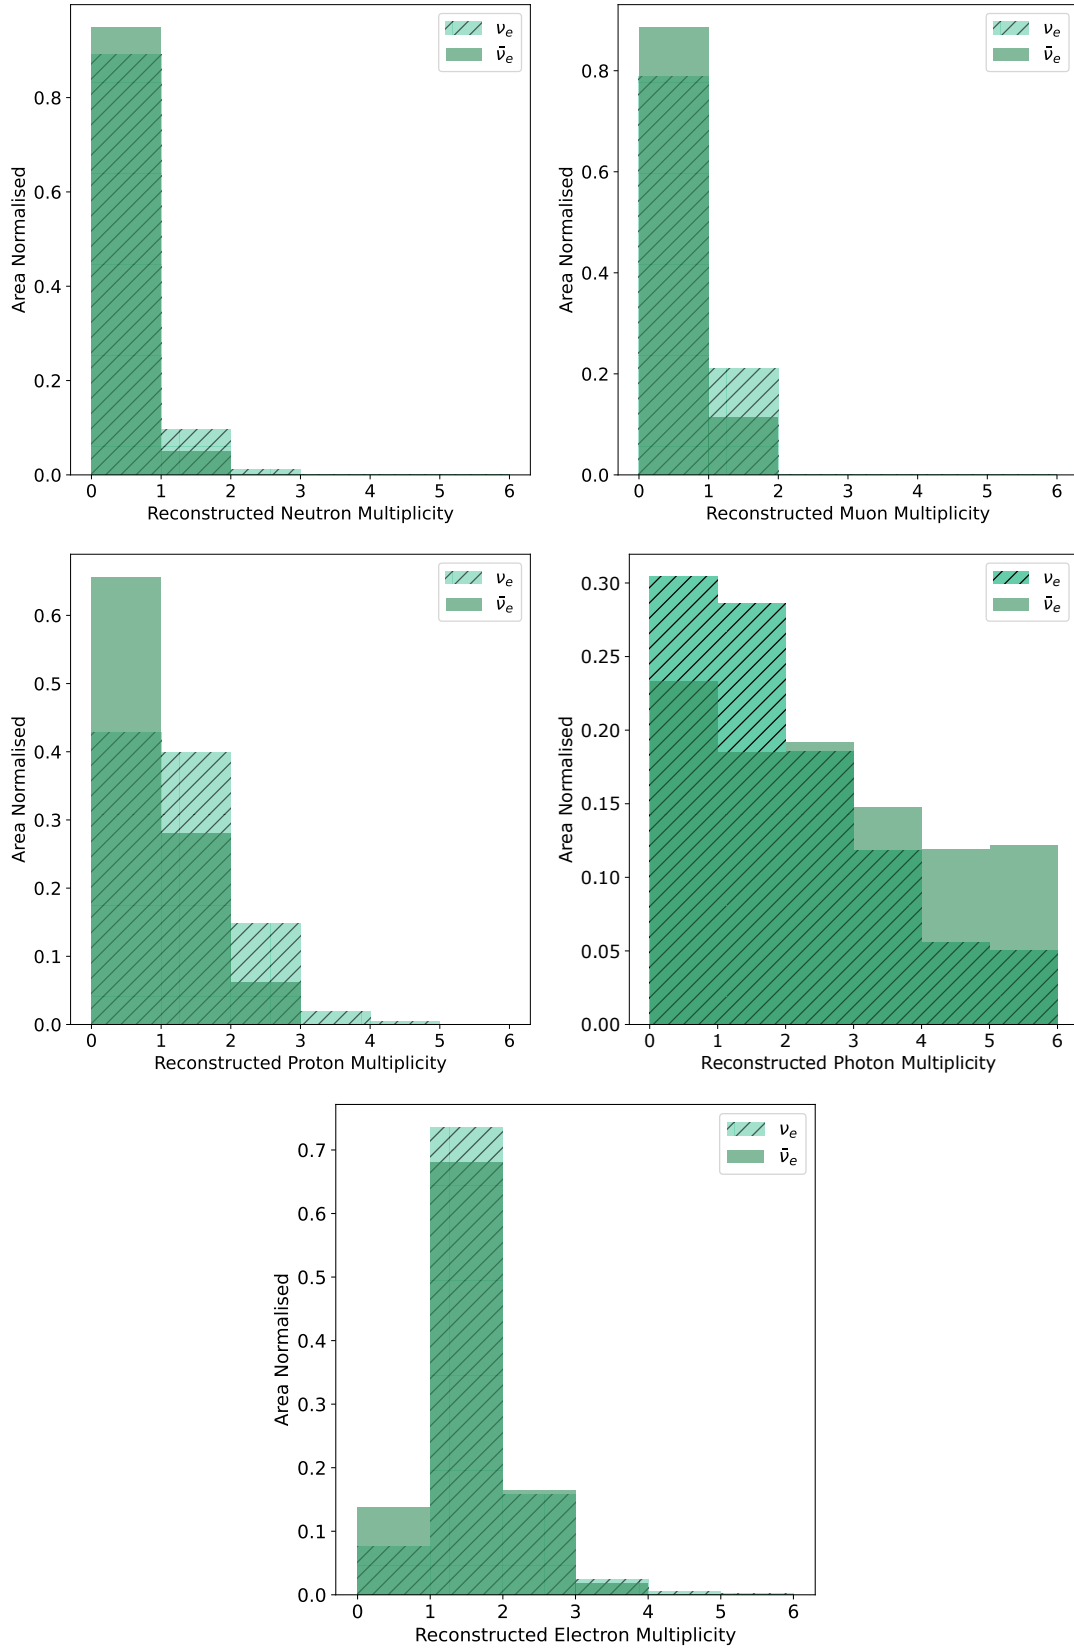 νe
ν̄e
0.8
0.6
0.4
0.2
0.0
Area Normalised
0 1 2 3 4 5 6
Reconstructed Neutron Multiplicity
νe
ν̄e
0.8
0.6
0.4
0.2
0.0
Area Normalised
0 1 2 3 4 5 6
Reconstructed Muon Multiplicity
νe
ν̄e
0.6
0.5
0.4
0.3
0.2
0.1
0.0
Area Normalised
0 1 2 3 4 5 6
Reconstructed Proton Multiplicity
νe
ν̄e
0.30
0.25
0.20
0.15
0.10
0.05
0.00
Area Normalised
0 1 2 3 4 5 6
Reconstructed Photon Multiplicity
νe
ν̄e
0.7
0.6
0.5
0.4
0.3
0.2
0.1
0.0
Area Normalised
0 1 2 3 4 5 6
Reconstructed Electron Multiplicity